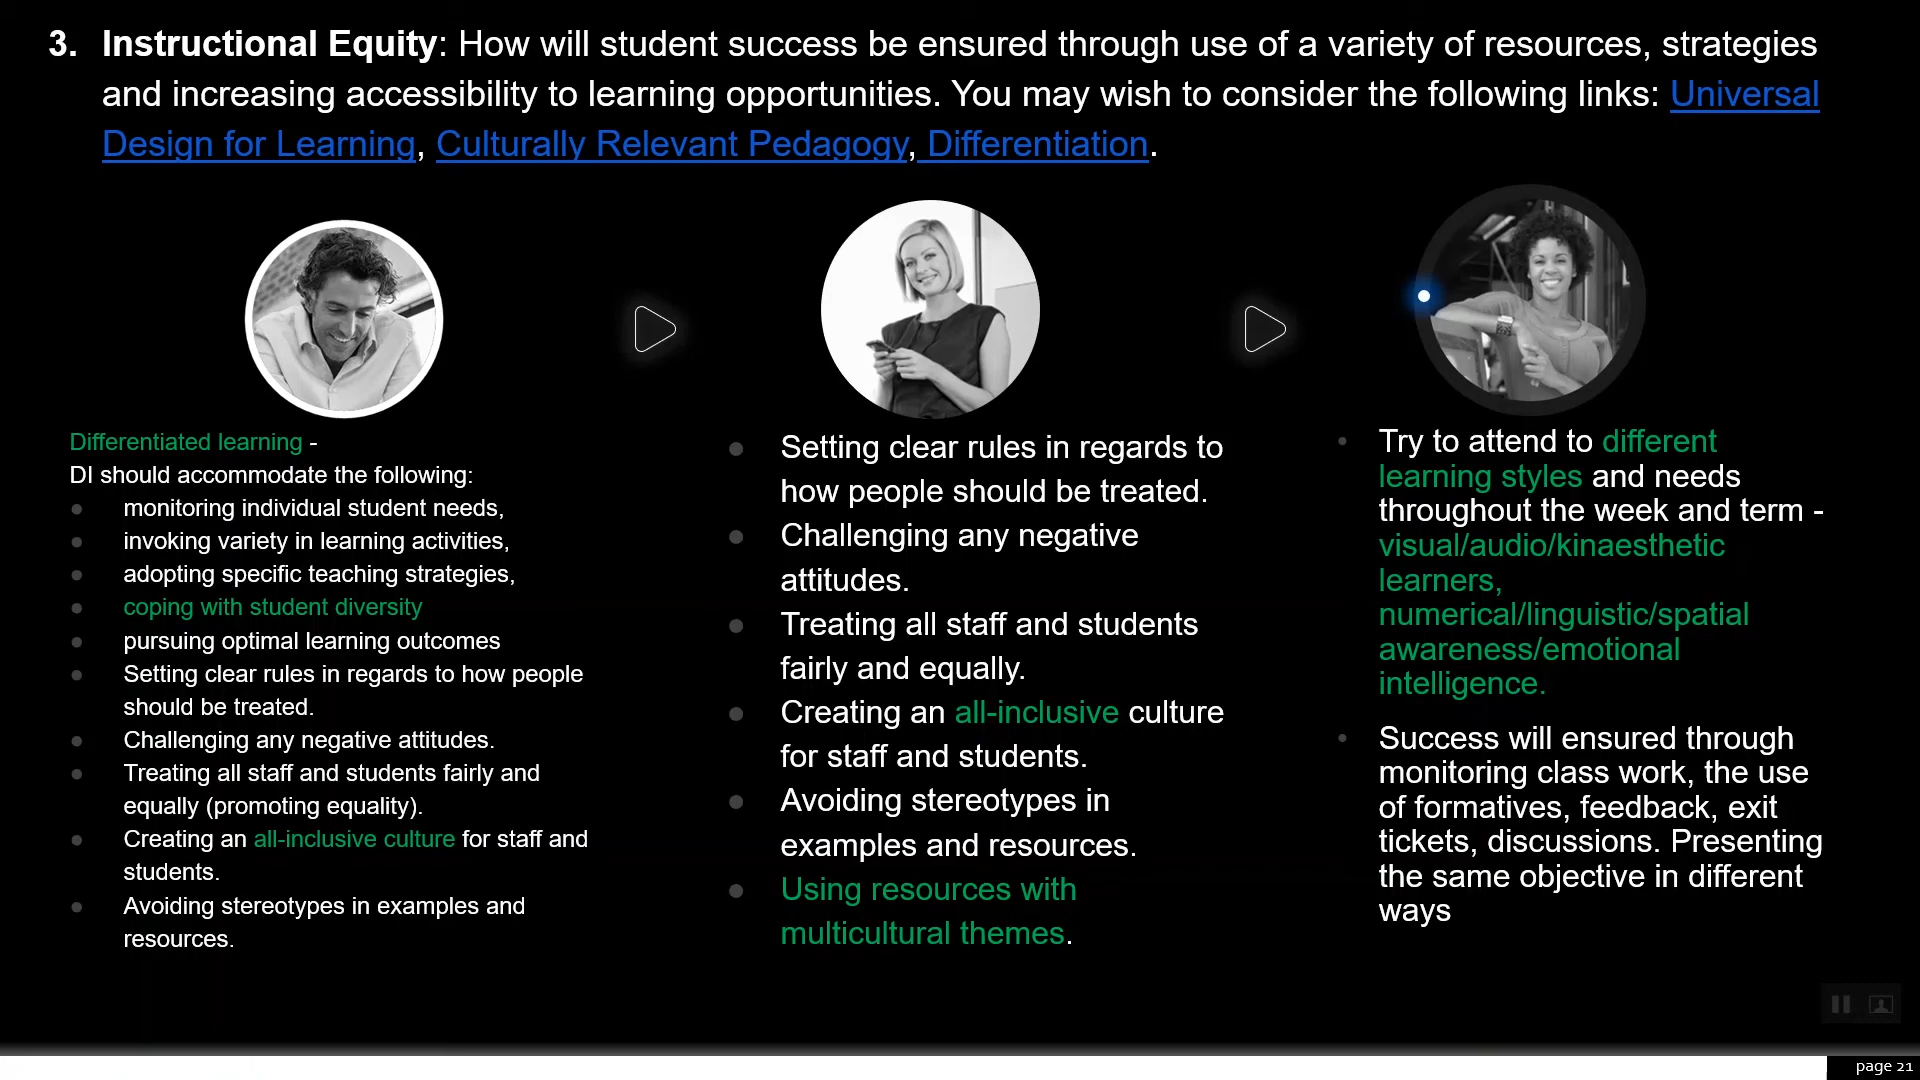 3. Instructional Equity: How will student success be ensured through use of a variety of resources, strategies
and increasing accessibility to learning opportunities. You may wish to consider the following links: Universal
Design for Learning, Culturally Relevant Pedagogy, Differentiation.
Differentiated learning -
DI should accommodate the following:
● monitoring individual student needs,
● invoking variety in learning activities,
● adopting specific teaching strategies,
● coping with student diversity
● pursuing optimal learning outcomes
● Setting clear rules in regards to how people
should be treated.
● Challenging any negative attitudes.
● Treating all staff and students fairly and
equally (promoting equality).
● Creating an all-inclusive culture for staff and
students.
● Avoiding stereotypes in examples and
resources.
● Setting clear rules in regards to
how people should be treated.
● Challenging any negative
attitudes.
● Treating all staff and students
fairly and equally.
● Creating an all-inclusive culture
for staff and students.
● Avoiding stereotypes in
examples and resources.
● Using resources with
multicultural themes.
• Try to attend to different
learning styles and needs
throughout the week and term -
visual/audio/kinaesthetic
learners,
numerical/linguistic/spatial
awareness/emotional
intelligence.
• Success will ensured through
monitoring class work, the use
of formatives, feedback, exit
tickets, discussions. Presenting
the same objective in different
ways
page 21